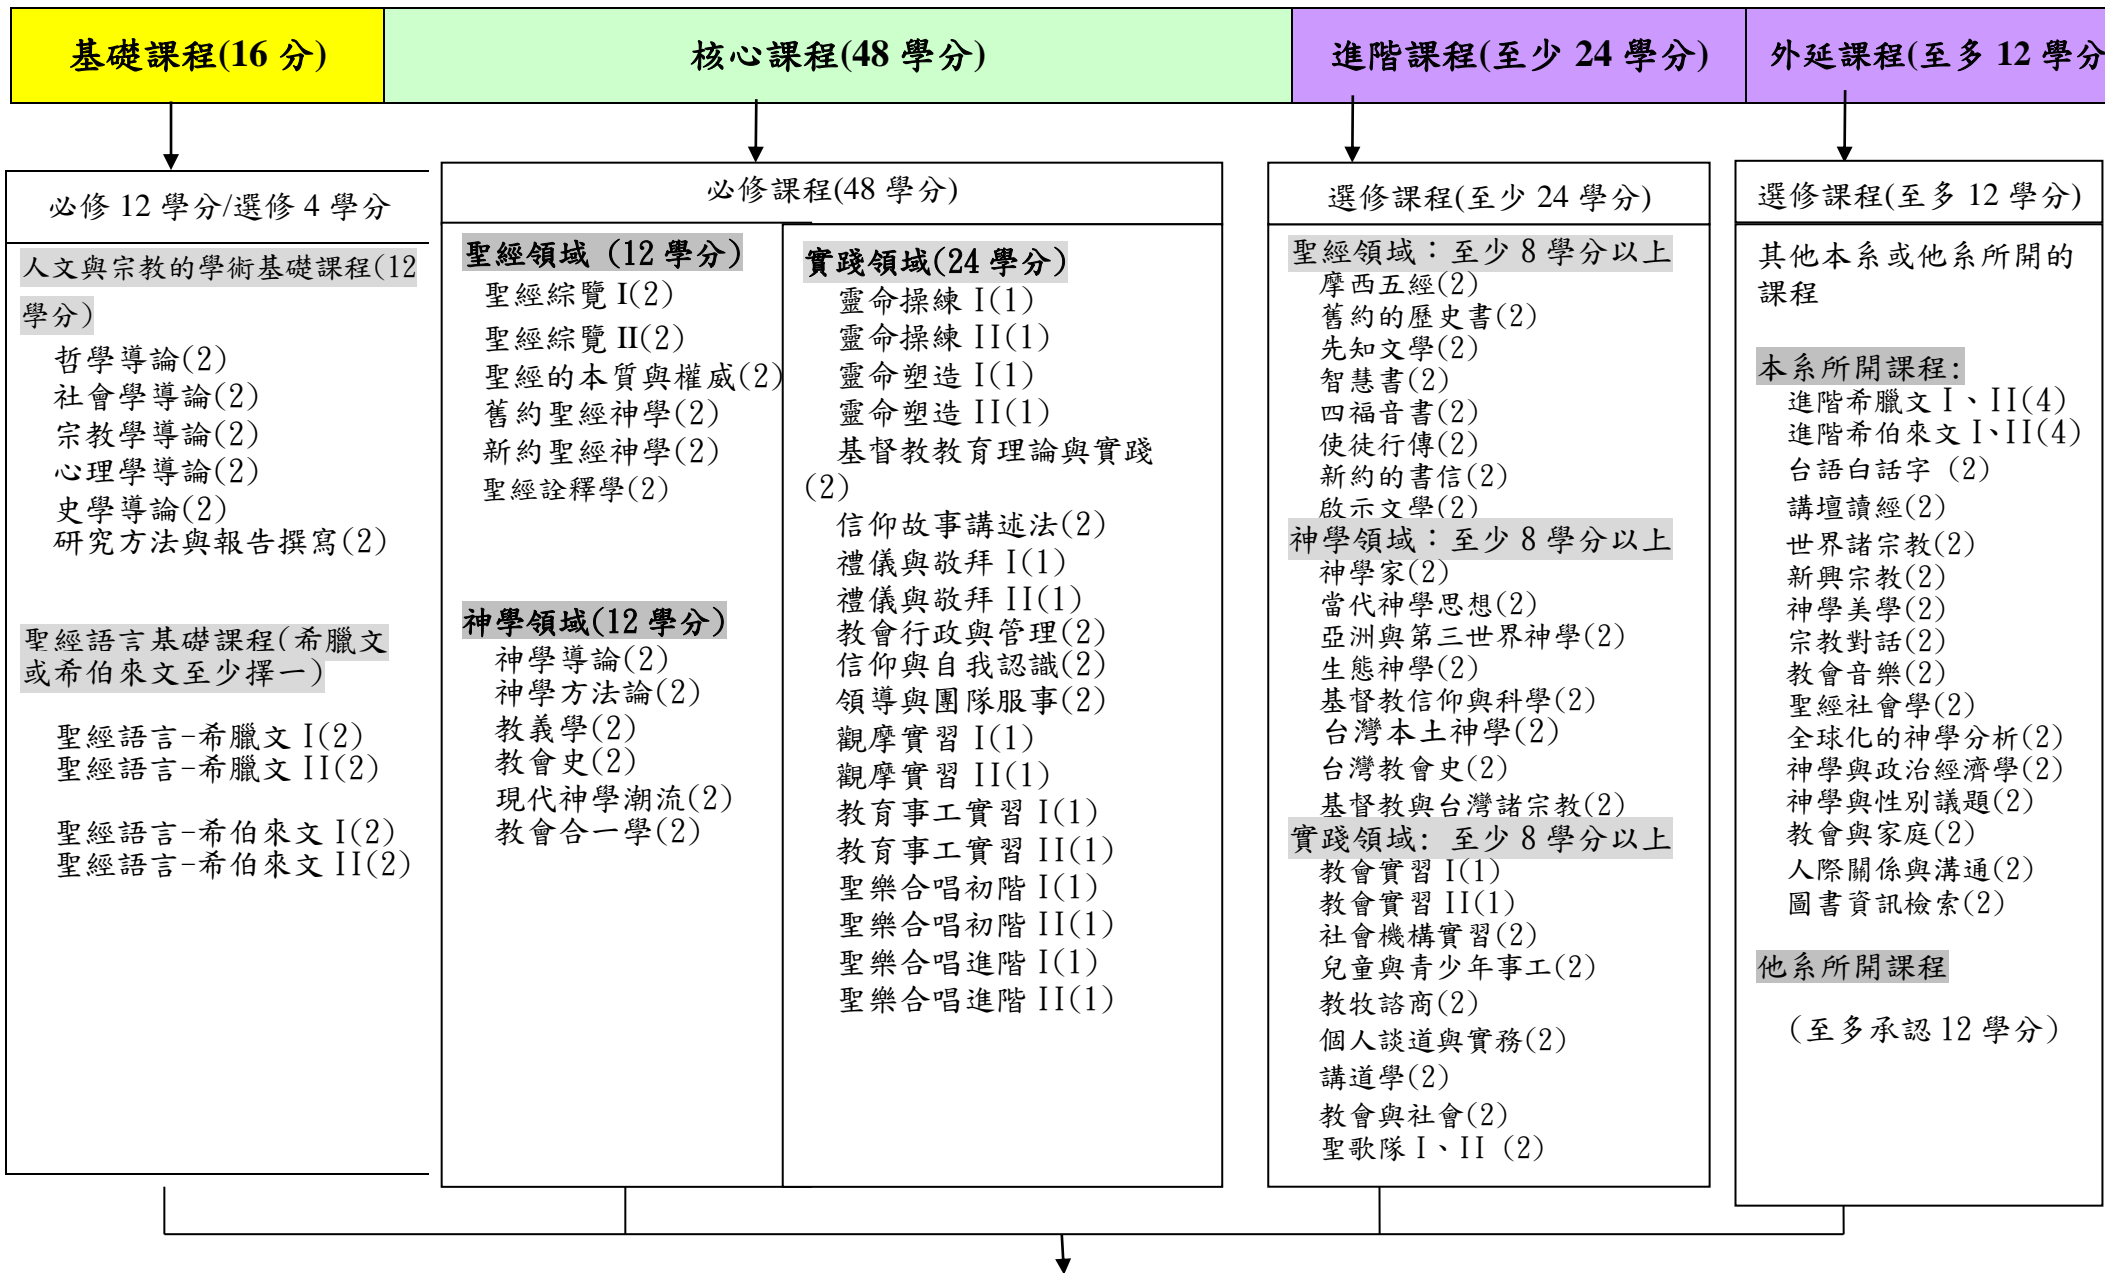 基礎課程(16 分)
核心課程(48 學分)
進階課程(至少 24 學分)
外延課程(至多 12 學分
必修 12 學分/選修 4 學分
人文與宗教的學術基礎課程(12
學分)
哲學導論(2)
社會學導論(2)
宗教學導論(2)
心理學導論(2)
史學導論(2)
研究方法與報告撰寫(2)
聖經語言基礎課程(希臘文
或希伯來文至少擇一)
聖經語言-希臘文 I(2)
聖經語言-希臘文 II(2)
聖經語言-希伯來文 I(2)
聖經語言-希伯來文 II(2)
必修課程(48 學分)
聖經領域 (12 學分)
聖經綜覽 I(2)
聖經綜覽 II(2)
聖經的本質與權威(2)
舊約聖經神學(2)
新約聖經神學(2)
聖經詮釋學(2)
神學領域(12 學分)
神學導論(2)
神學方法論(2)
教義學(2)
教會史(2)
現代神學潮流(2)
教會合一學(2)
實踐領域(24 學分)
靈命操練 I(1)
靈命操練 II(1)
靈命塑造 I(1)
靈命塑造 II(1)
基督教教育理論與實踐
(2)
信仰故事講述法(2)
禮儀與敬拜 I(1)
禮儀與敬拜 II(1)
教會行政與管理(2)
信仰與自我認識(2)
領導與團隊服事(2)
觀摩實習 I(1)
觀摩實習 II(1)
教育事工實習 I(1)
教育事工實習 II(1)
聖樂合唱初階 I(1)
聖樂合唱初階 II(1)
聖樂合唱進階 I(1)
聖樂合唱進階 II(1)
選修課程(至少 24 學分)
聖經領域：至少 8 學分以上
摩西五經(2)
舊約的歷史書(2)
先知文學(2)
智慧書(2)
四福音書(2)
使徒行傳(2)
新約的書信(2)
啟示文學(2)
神學領域：至少 8 學分以上
神學家(2)
當代神學思想(2)
亞洲與第三世界神學(2)
生態神學(2)
基督教信仰與科學(2)
台灣本土神學(2)
台灣教會史(2)
基督教與台灣諸宗教(2)
實踐領域: 至少 8 學分以上
教會實習 I(1)
教會實習 II(1)
社會機構實習(2)
兒童與青少年事工(2)
教牧諮商(2)
個人談道與實務(2)
講道學(2)
教會與社會(2)
聖歌隊 I、II (2)
選修課程(至多 12 學分)
其他本系或他系所開的
課程
本系所開課程:
進階希臘文 I、II(4)
進階希伯來文 I、II(4)
台語白話字 (2)
講壇讀經(2)
世界諸宗教(2)
新興宗教(2)
神學美學(2)
宗教對話(2)
教會音樂(2)
聖經社會學(2)
全球化的神學分析(2)
神學與政治經濟學(2)
神學與性別議題(2)
教會與家庭(2)
人際關係與溝通(2)
圖書資訊檢索(2)
他系所開課程
(至多承認 12 學分)